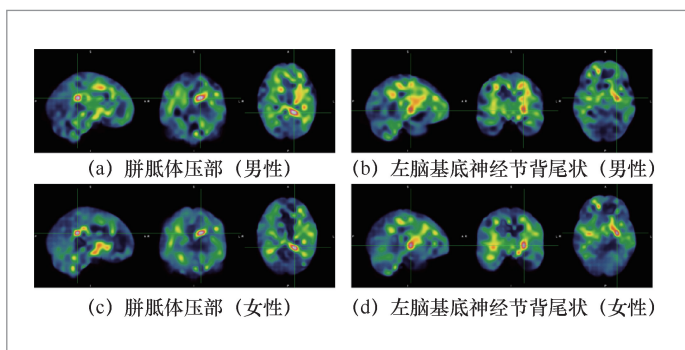 (a) 胼胝体压部（男性）
(b) 左脑基底神经节背尾状（男性）
(c) 胼胝体压部（女性）
(d) 左脑基底神经节背尾状（女性）